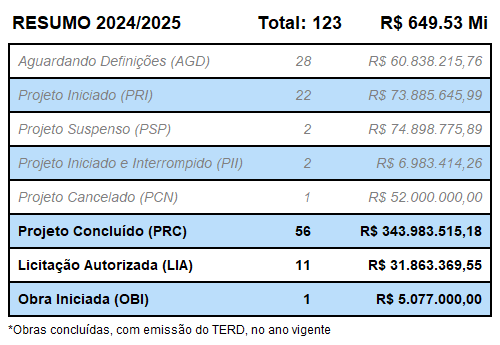 RESUMO 2024/2025 Total: 123 R$ 649.53 Mi
Aguardando Definições (AGD) 28 R$ 60.838.215,76
Projeto Iniciado (PRI) 22 R$ 73.885.645,99
Projeto Suspenso (PSP) 2 R$ 74.898.775,89
Projeto Iniciado e Interrompido (PII) 2 R$ 6.983.414,26
Projeto Cancelado (PCN) 1 R$ 52.000.000,00
Projeto Concluído (PRC) 56 R$ 343.983.515,18
Licitação Autorizada (LIA) 11 R$ 31.863.369,55
Obra Iniciada (OBI) 1 R$ 5.077.000,00
*Obras concluídas, com emissão do TERD, no ano vigente